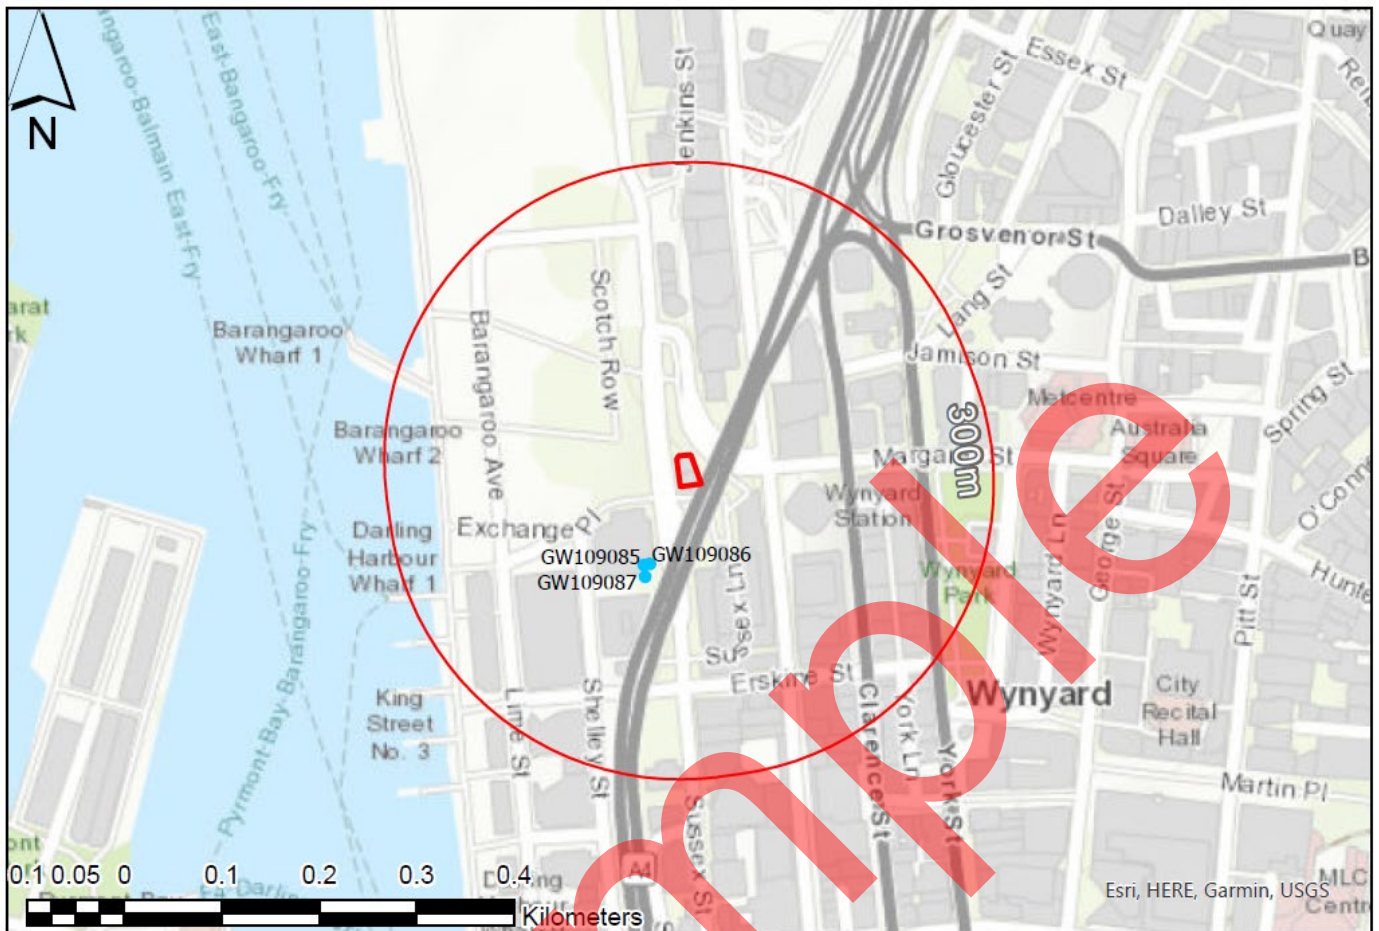 N
Barangaroo-Balmain East-Fry
East-Bangaroo-Fry
Jenkins St
Essex St
Quay
Gloucester St
Dalley St
Grosvenor St
B
Lang St
Scotch Row
Barangaroo
Wharf 1
Barangaroo Ave
Jamison St
Metcentre
Spring St
Barangaroo
Wharf 2
Australia
Square
300m
St
Wynyard
Station
Darling
Harbour
Wharf 1
Exchange Pl
GW109085
GW109086
GW109087
O'Conn
Hunte
Wynyard
Park
Wynyard Ln
George St
Pitt St
Pyrmont-Bay-Barangaroo-Fry
Sussex Ln
Erskine St
King
Street
No. 3
Lime St
Shelley St
Clarence St
York Ln
York St
Wynyard
City
Recital
Hall
Martin Pl
Sussex St
A4
MLC
Centr
0.1 0.05 0 0.1 0.2 0.3 0.4
Kilometers
Esri, HERE, Garmin, USGS
mple